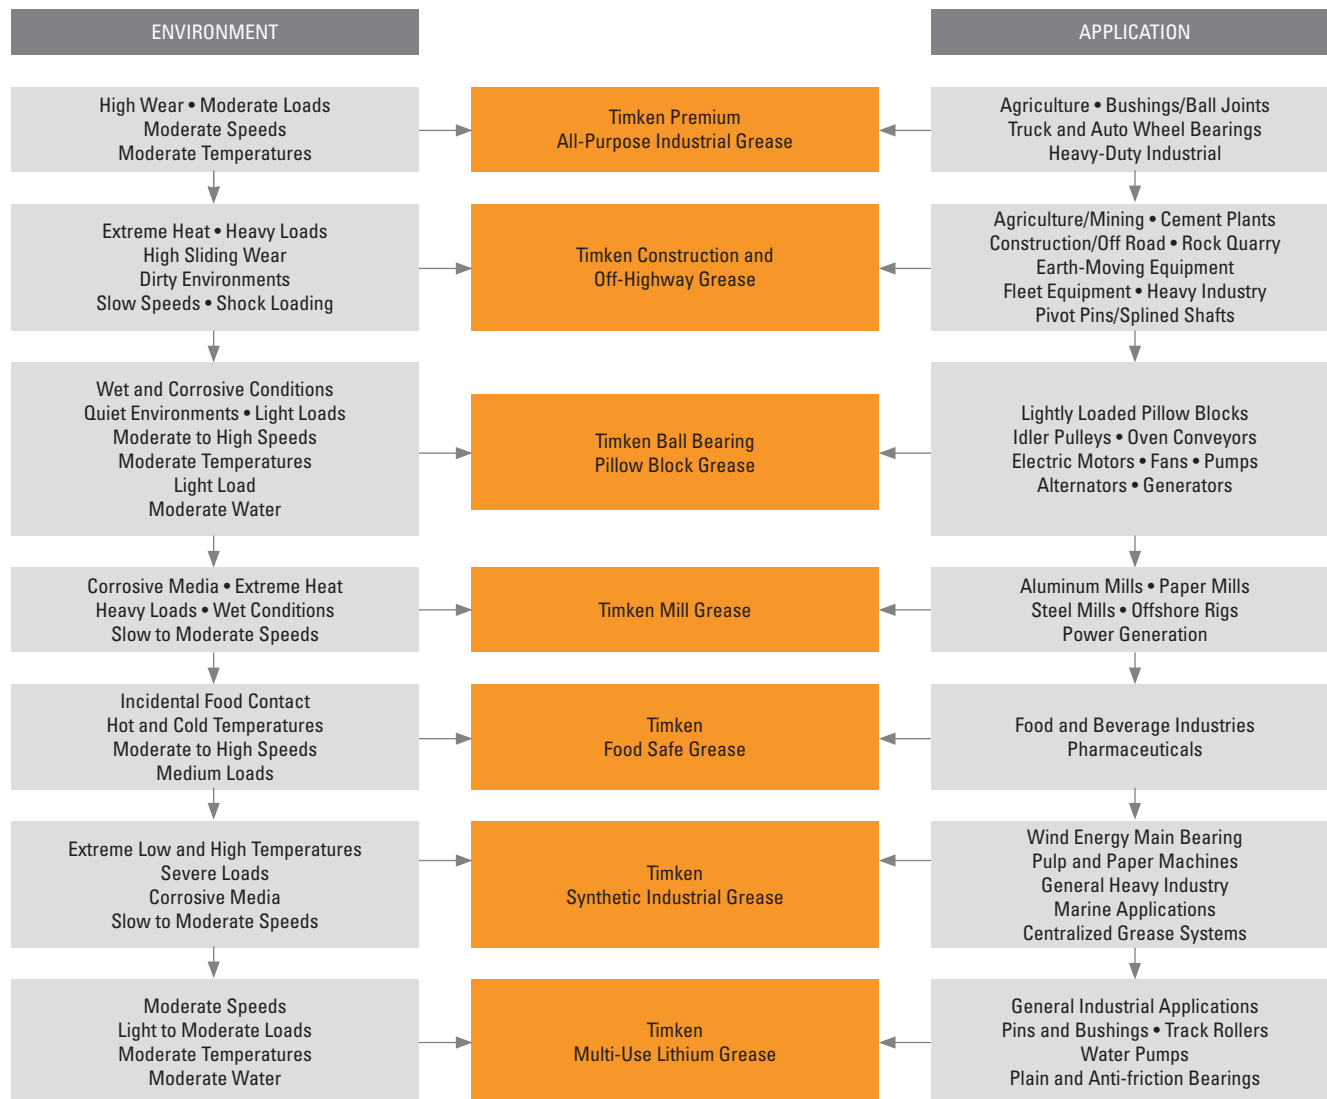 ENVIRONMENT
APPLICATION
High Wear • Moderate Loads
Moderate Speeds
Moderate Temperatures
Timken Premium
All-Purpose Industrial Grease
Agriculture • Bushings/Ball Joints
Truck and Auto Wheel Bearings
Heavy-Duty Industrial
Extreme Heat • Heavy Loads
High Sliding Wear
Dirty Environments
Slow Speeds • Shock Loading
Timken Construction and
Off-Highway Grease
Agriculture/Mining • Cement Plants
Construction/Off Road • Rock Quarry
Earth-Moving Equipment
Fleet Equipment • Heavy Industry
Pivot Pins/Splined Shafts
Wet and Corrosive Conditions
Quiet Environments • Light Loads
Moderate to High Speeds
Moderate Temperatures
Light Load
Moderate Water
Timken Ball Bearing
Pillow Block Grease
Lightly Loaded Pillow Blocks
Idler Pulleys • Oven Conveyors
Electric Motors • Fans • Pumps
Alternators • Generators
Corrosive Media • Extreme Heat
Heavy Loads • Wet Conditions
Slow to Moderate Speeds
Timken Mill Grease
Aluminum Mills • Paper Mills
Steel Mills • Offshore Rigs
Power Generation
Incidental Food Contact
Hot and Cold Temperatures
Moderate to High Speeds
Medium Loads
Timken
Food Safe Grease
Food and Beverage Industries
Pharmaceuticals
Extreme Low and High Temperatures
Severe Loads
Corrosive Media
Slow to Moderate Speeds
Timken
Synthetic Industrial Grease
Wind Energy Main Bearing
Pulp and Paper Machines
General Heavy Industry
Marine Applications
Centralized Grease Systems
Moderate Speeds
Light to Moderate Loads
Moderate Temperatures
Moderate Water
Timken
Multi-Use Lithium Grease
General Industrial Applications
Pins and Bushings • Track Rollers
Water Pumps
Plain and Anti-friction Bearings